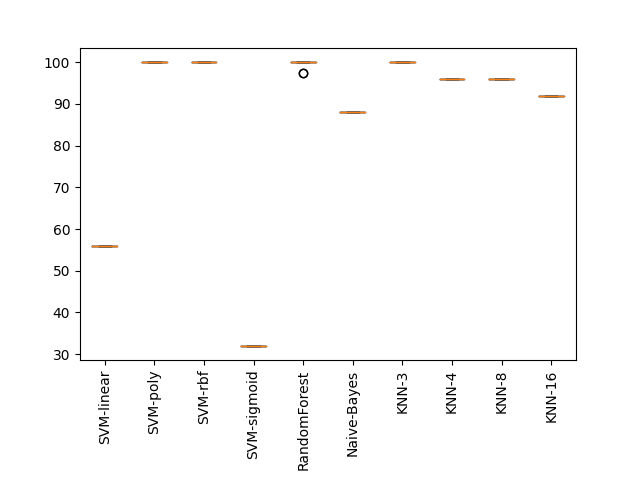 100
90
80
70
60
50
40
30
SVM-linear
SVM-poly
SVM-rbf
SVM-sigmoid
RandomForest
Naive-Bayes
KNN-3
KNN-4
KNN-8
KNN-16